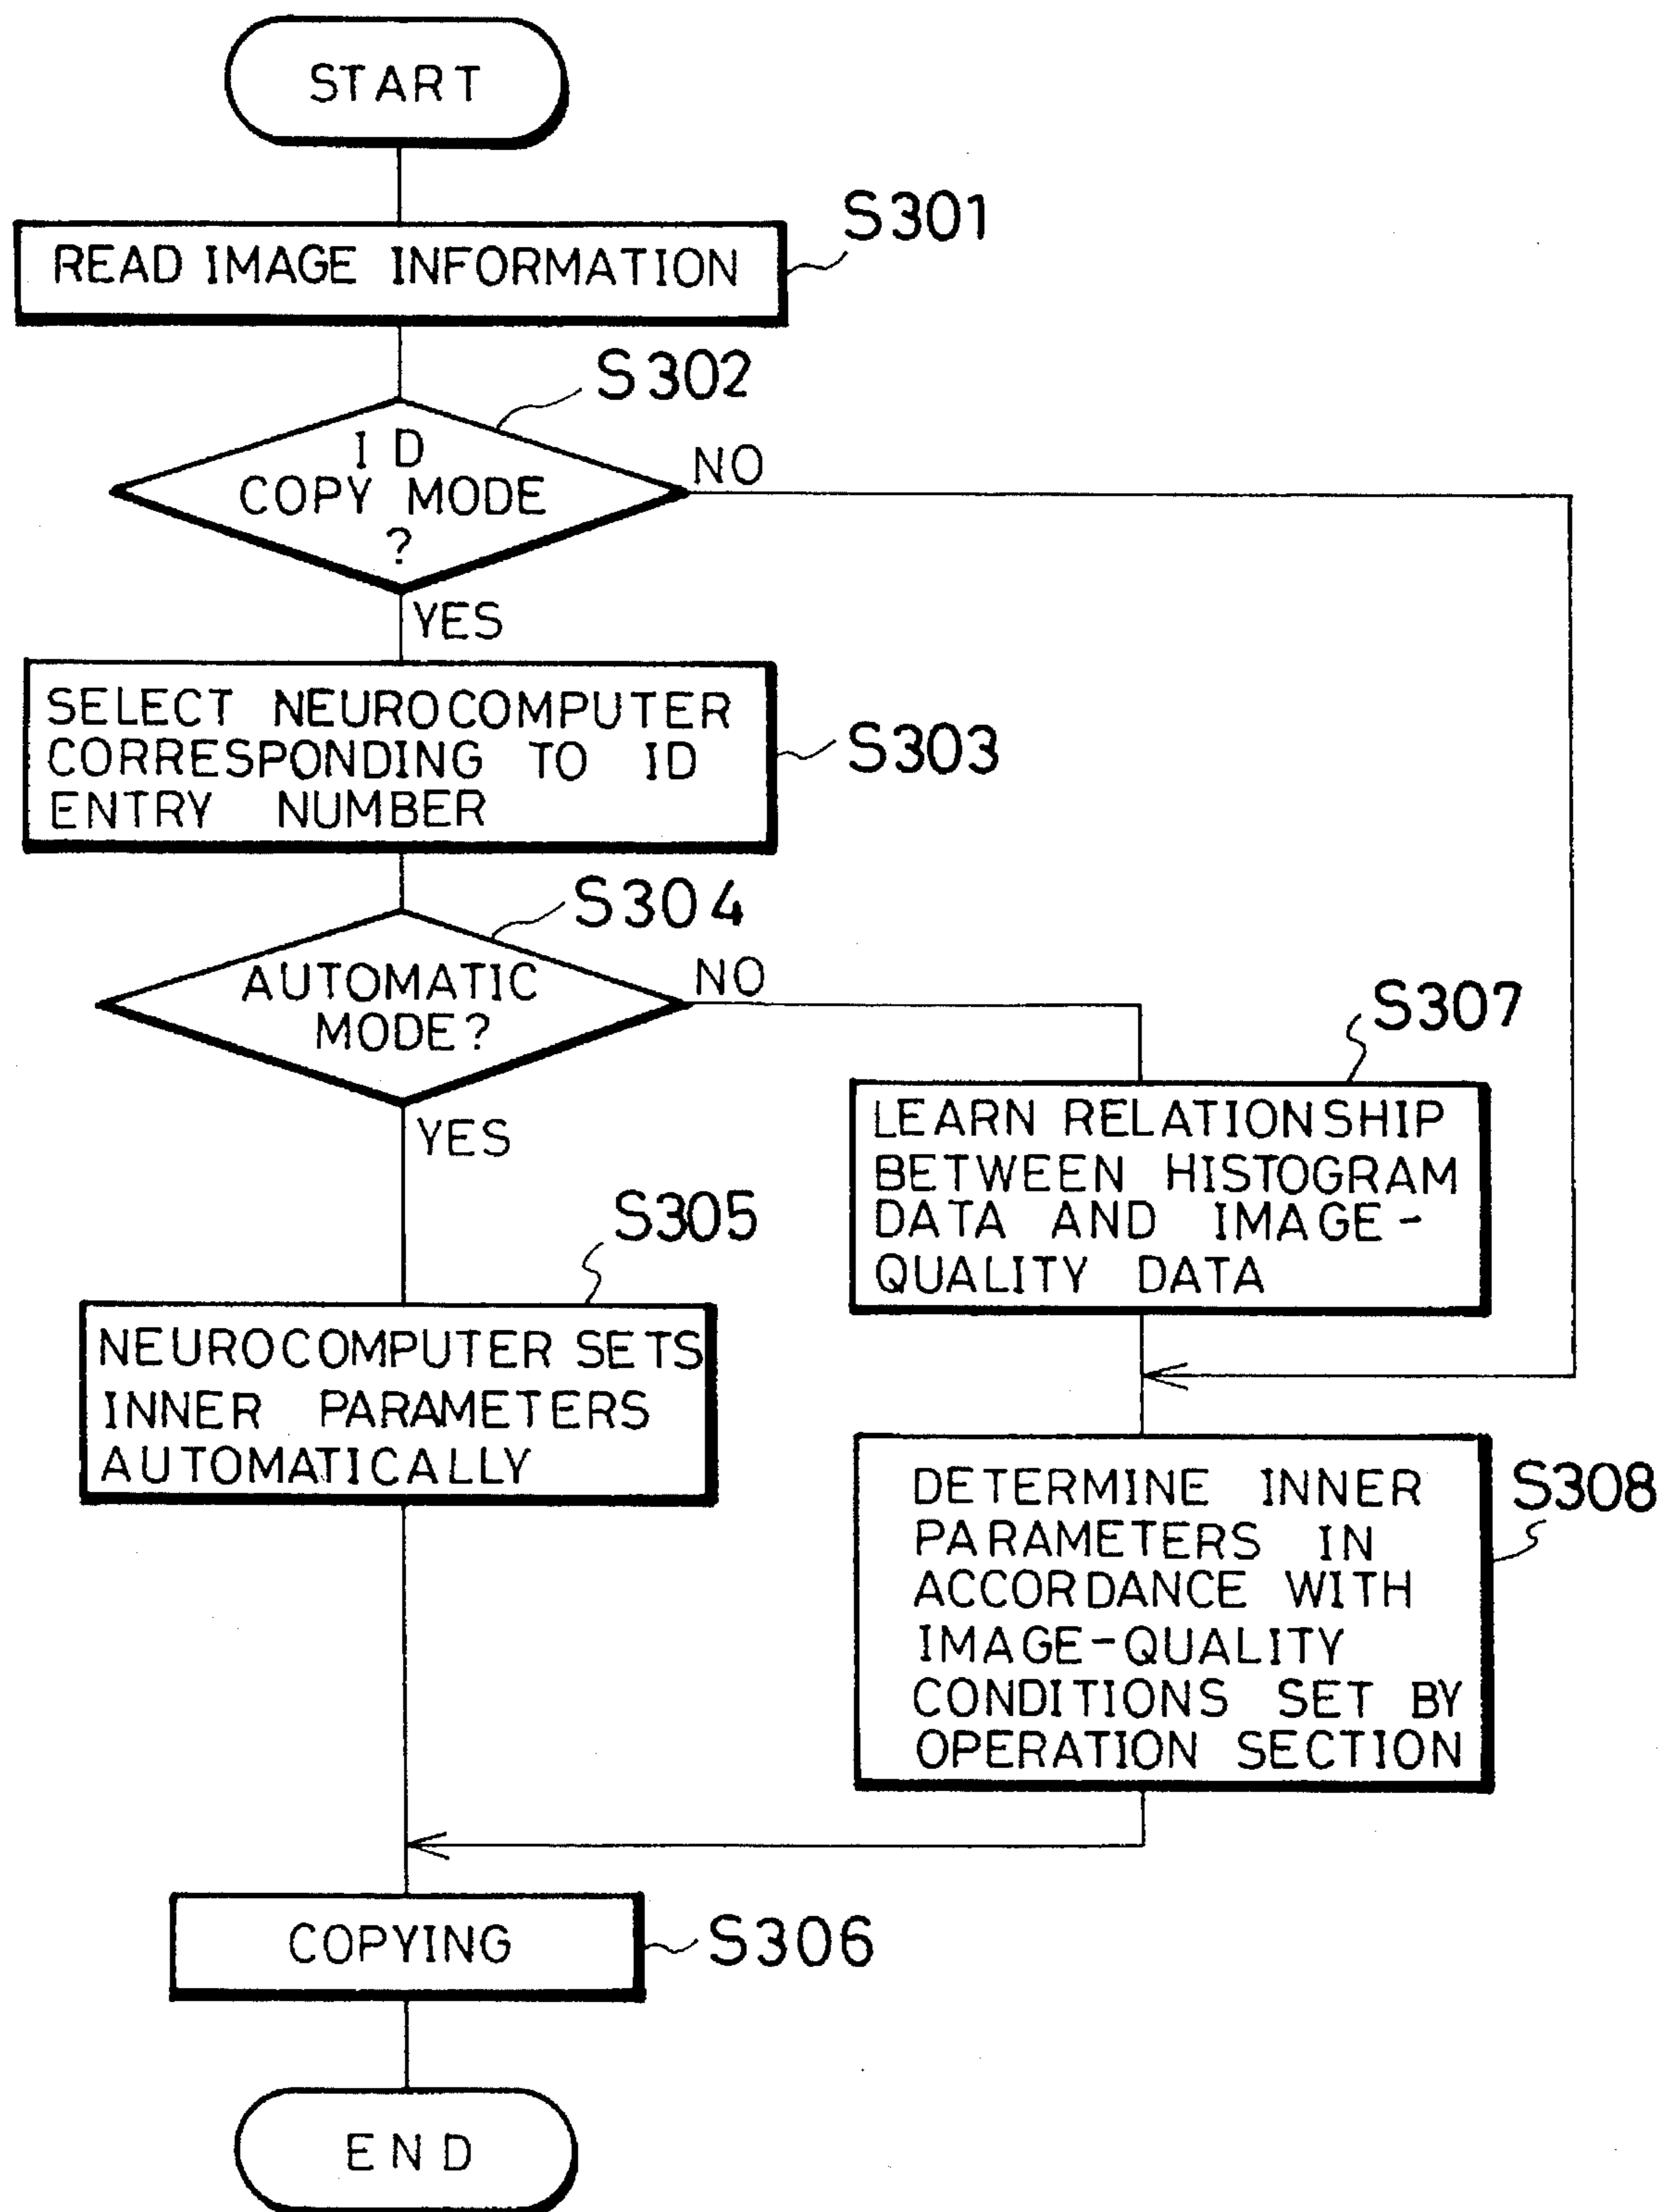 START
S301
READ IMAGE INFORMATION
S302
ID
COPY MODE
?
NO
YES
SELECT NEUROCOMPUTER
CORRESPONDING TO ID
ENTRY NUMBER
S303
S304
AUTOMATIC
MODE?
NO
YES
S307
LEARN RELATIONSHIP
BETWEEN HISTOGRAM
DATA AND IMAGE-
QUALITY DATA
S305
NEUROCOMPUTER SETS
INNER PARAMETERS
AUTOMATICALLY
S308
DETERMINE INNER
PARAMETERS IN
ACCORDANCE WITH
IMAGE-QUALITY
CONDITIONS SET BY
OPERATION SECTION
COPYING
S306
END